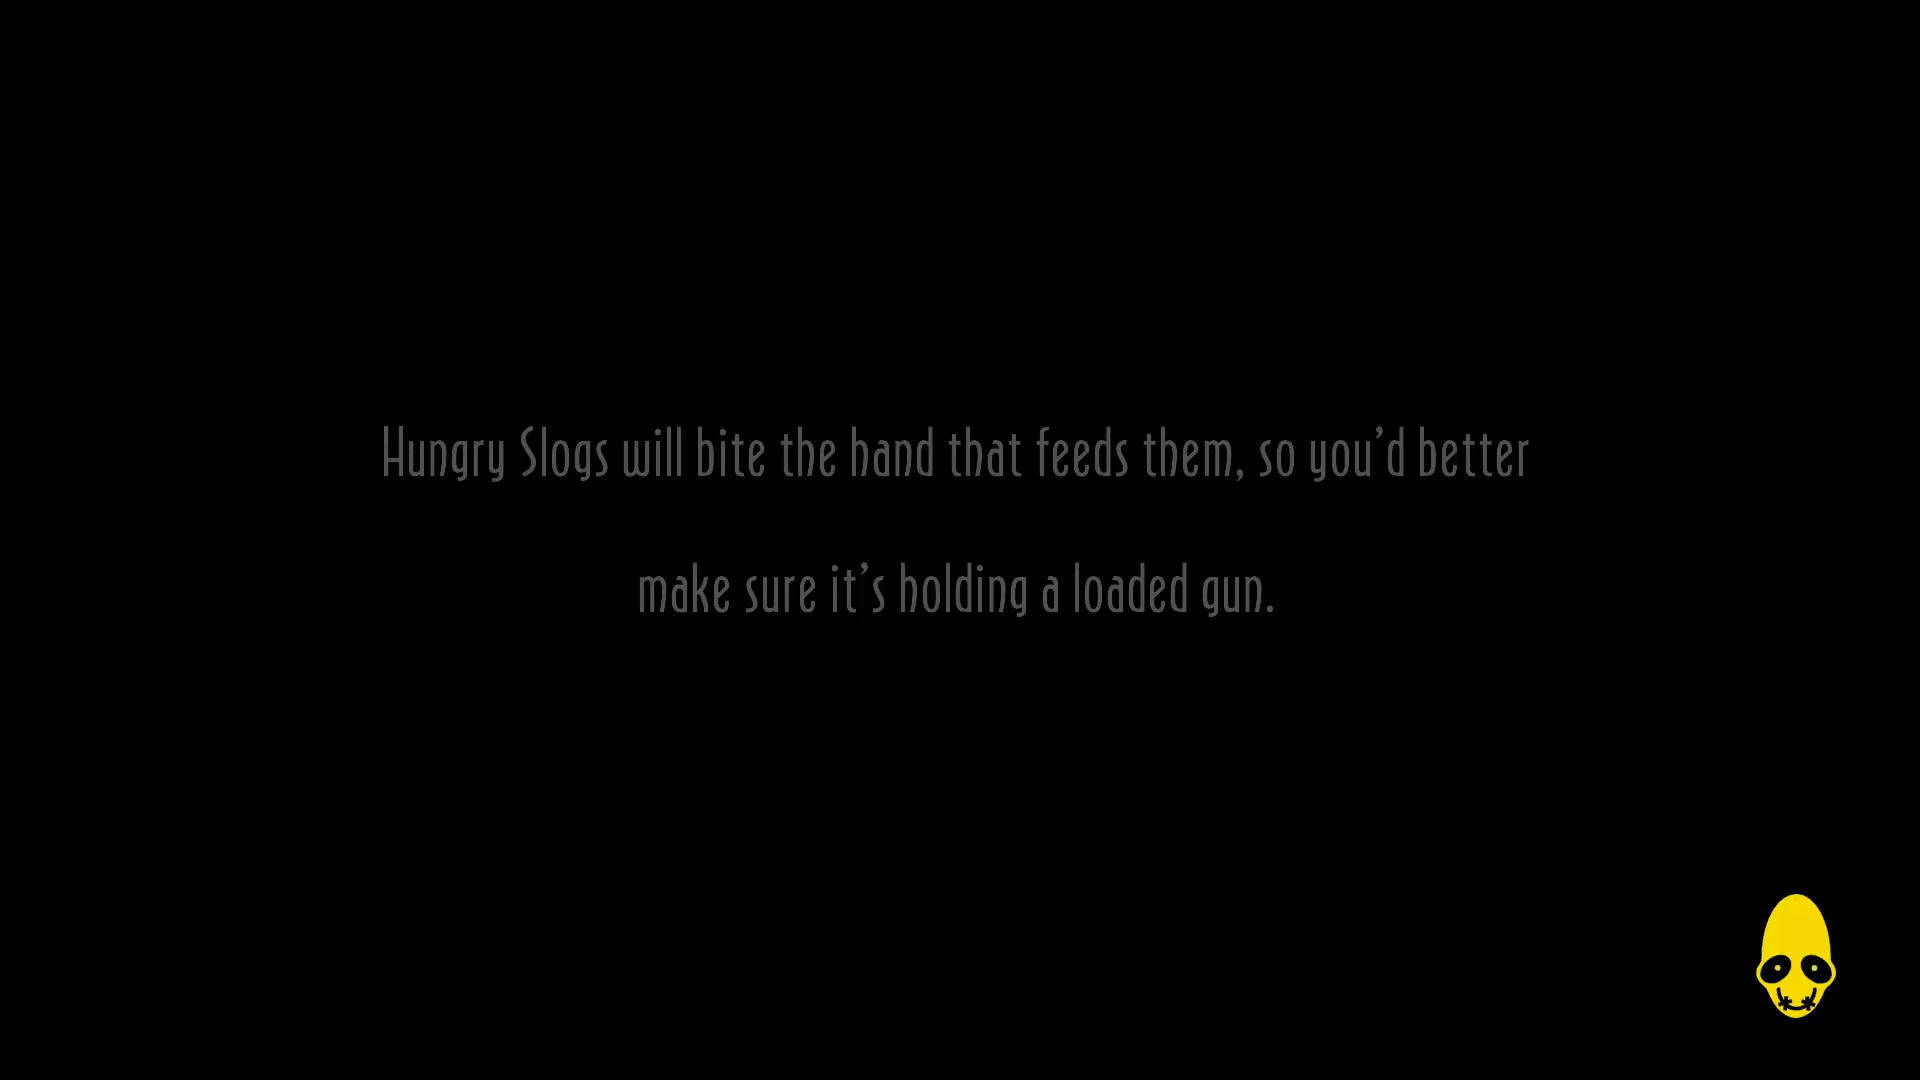 Hungry Slogs will bite the hand that feeds them, so you’d better
make sure it’s holding a loaded gun.